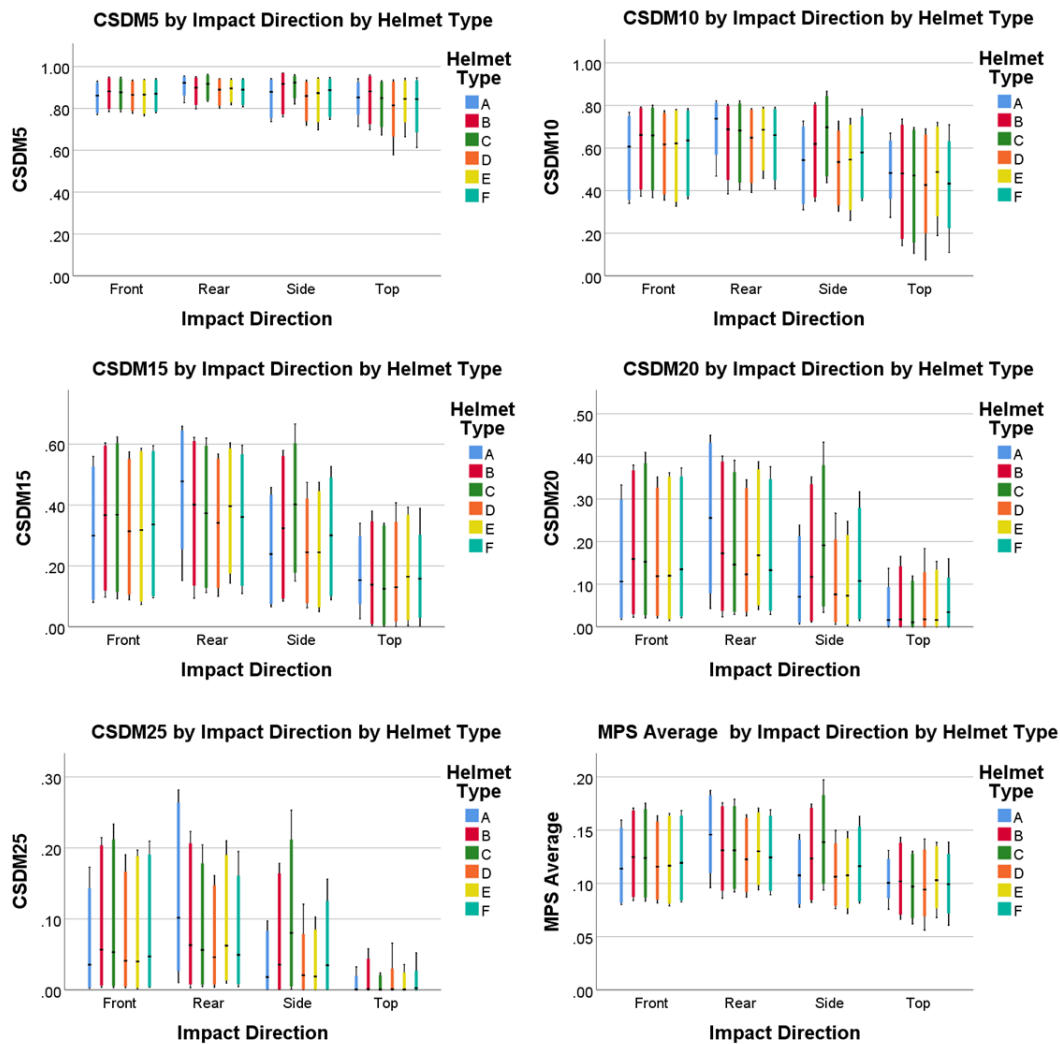 CSDM5 by Impact Direction by Helmet Type
CSDM5
1.00
.80
.60
.40
.20
.00
Front Rear Side Top
Impact Direction
Helmet
Type
A
B
C
D
E
F
CSDM10 by Impact Direction by Helmet Type
CSDM10
1.00
.80
.60
.40
.20
.00
Front Rear Side Top
Impact Direction
Helmet
Type
A
B
C
D
E
F
CSDM15 by Impact Direction by Helmet Type
CSDM15
.60
.40
.20
.00
Front Rear Side Top
Impact Direction
Helmet
Type
A
B
C
D
E
F
CSDM20 by Impact Direction by Helmet Type
CSDM20
.50
.40
.30
.20
.10
.00
Front Rear Side Top
Impact Direction
Helmet
Type
A
B
C
D
E
F
CSDM25 by Impact Direction by Helmet Type
CSDM25
.30
.20
.10
.00
Front Rear Side Top
Impact Direction
Helmet
Type
A
B
C
D
E
F
MPS Average by Impact Direction by Helmet Type
MPS Average
.20
.15
.10
.05
.00
Front Rear Side Top
Impact Direction
Helmet
Type
A
B
C
D
E
F